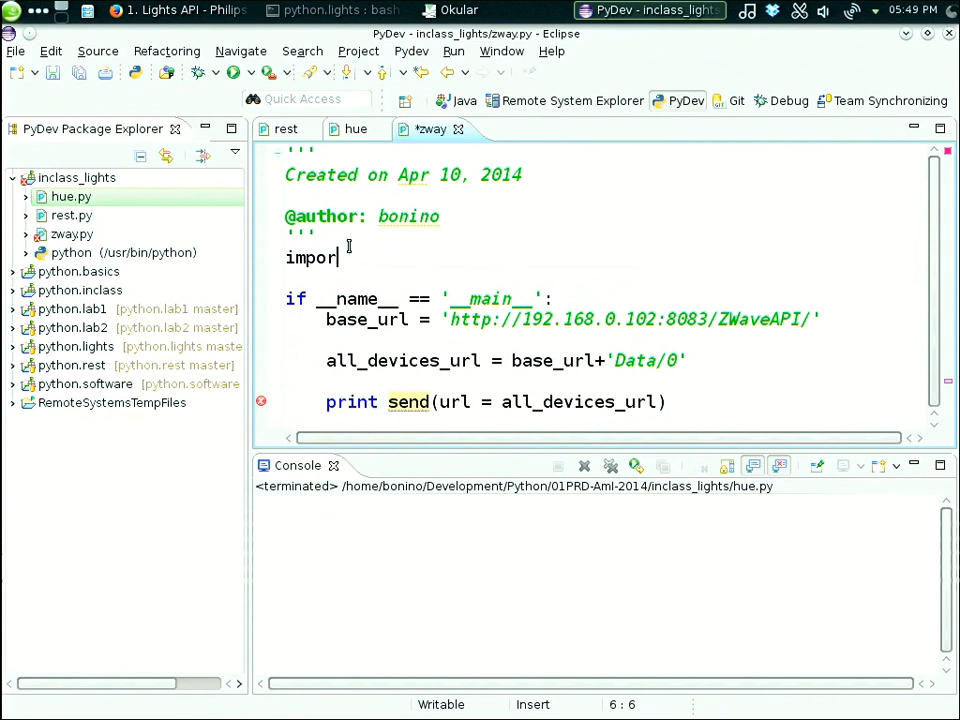 1. Lights API - Philips
python.lights : bash
Okular
PyDev - inclass_lights
05:49 PM
PyDev - inclass_lights/zway.py - Eclipse
File Edit Source Refactoring Navigate Search Project Pydev Run Window Help
Quick Access
Java Remote System Explorer PyDev Git Debug Team Synchronizing
PyDev Package Explorer
inclass_lights
hue.py
rest.py
zway.py
python (/usr/bin/python)
python.basics
python.inclass
python.lab1 [python.lab1 master]
python.lab2 [python.lab2 master]
python.lights [python.lights maste
python.rest [python.rest master]
python.software [python.software
RemoteSystemsTempFiles
rest hue *zway
'''
Created on Apr 10, 2014
@author: bonino
'''
impor
if __name__ == '__main__':
base_url = 'http://192.168.0.102:8083/ZWaveAPI/'
all_devices_url = base_url+'Data/0'
print send(url = all_devices_url)
Console
<terminated> /home/bonino/Development/Python/01PRD-AmI-2014/inclass_lights/hue.py
Writable Insert 6 : 6